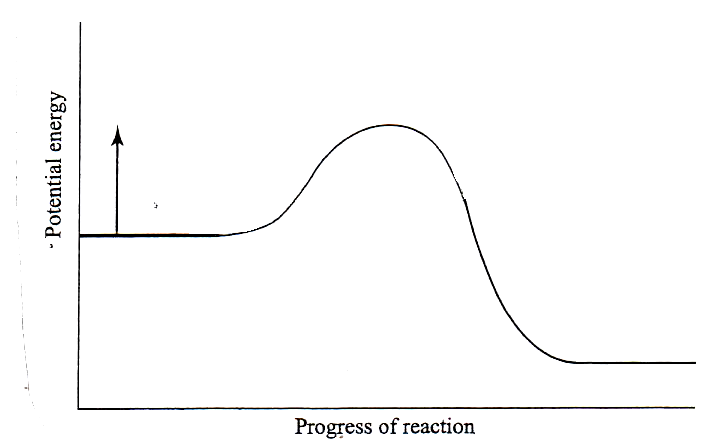 Potential energy
Progress of reaction